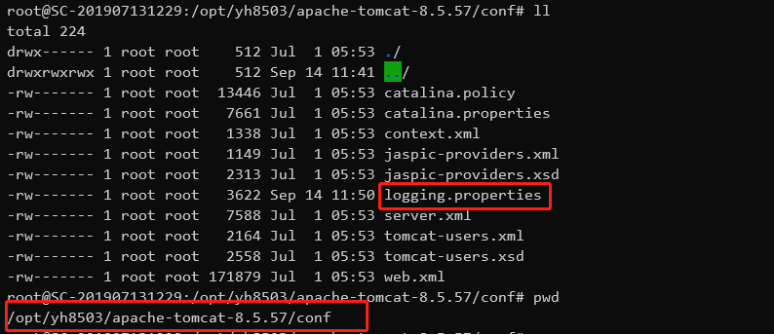 root@SC-201907131229:/opt/yh8503/apache-tomcat-8.5.57/conf# ll
total 224
drwx------ 1 root root    512 Jul  1 05:53 ./
drwxrwxrwx 1 root root    512 Sep 14 11:41 ../
-rw------- 1 root root  13446 Jul  1 05:53 catalina.policy
-rw------- 1 root root   7661 Jul  1 05:53 catalina.properties
-rw------- 1 root root   1338 Jul  1 05:53 context.xml
-rw------- 1 root root   1149 Jul  1 05:53 jaspic-providers.xml
-rw------- 1 root root   2313 Jul  1 05:53 jaspic-providers.xsd
-rw------- 1 root root   3622 Sep 14 11:50 logging.properties
-rw------- 1 root root   7588 Jul  1 05:53 server.xml
-rw------- 1 root root   2164 Jul  1 05:53 tomcat-users.xml
-rw------- 1 root root   2558 Jul  1 05:53 tomcat-users.xsd
-rw------- 1 root root 171879 Jul  1 05:53 web.xml
root@SC-201907131229:/opt/yh8503/apache-tomcat-8.5.57/conf# pwd
/opt/yh8503/apache-tomcat-8.5.57/conf